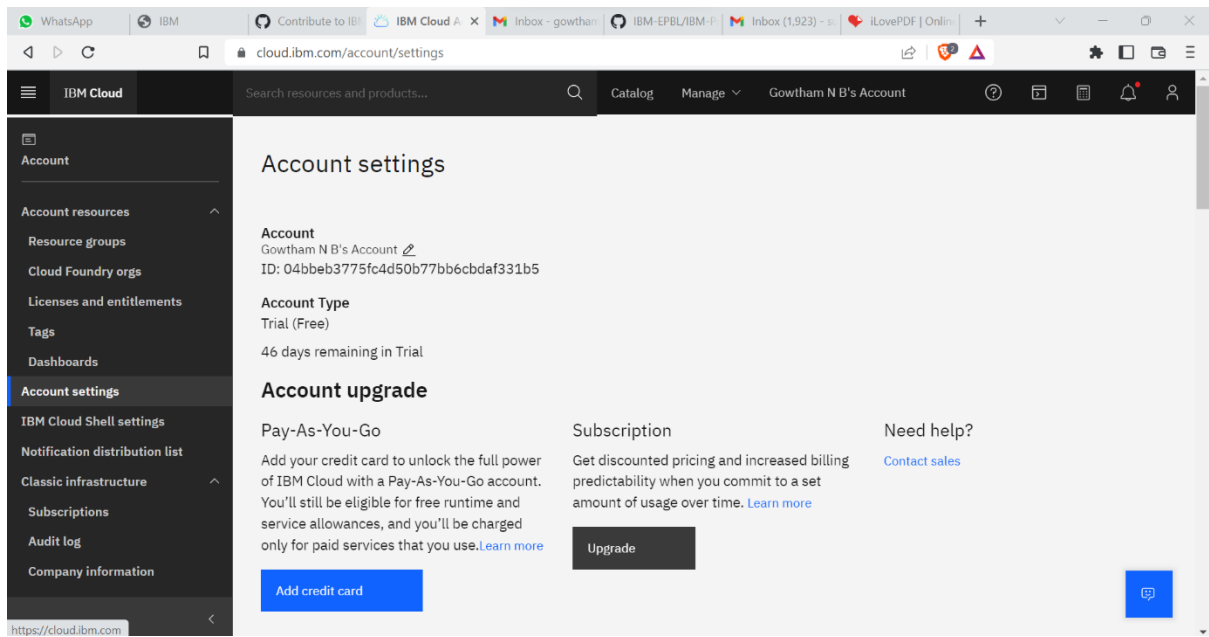 WhatsApp
IBM
Contribute to IBM
IBM Cloud A
Inbox - gowtham
IBM-EPBL/IBM-P
Inbox (1,923) - s
iLovePDF | Online
cloud.ibm.com/account/settings
2
IBM Cloud
Search resources and products...
Catalog
Manage
Gowtham N B's Account
Account
Account resources
Resource groups
Cloud Foundry orgs
Licenses and entitlements
Tags
Dashboards
Account settings
IBM Cloud Shell settings
Notification distribution list
Classic infrastructure
Subscriptions
Audit log
Company information
https://cloud.ibm.com
Account settings
Account
Gowtham N B's Account
ID: 04bbeb3775fc4d50b77bb6cbdaf331b5
Account Type
Trial (Free)
46 days remaining in Trial
Account upgrade
Pay-As-You-Go
Add your credit card to unlock the full power
of IBM Cloud with a Pay-As-You-Go account.
You'll still be eligible for free runtime and
service allowances, and you'll be charged
only for paid services that you use.Learn more
Add credit card
Subscription
Get discounted pricing and increased billing
predictability when you commit to a set
amount of usage over time. Learn more
Upgrade
Need help?
Contact sales